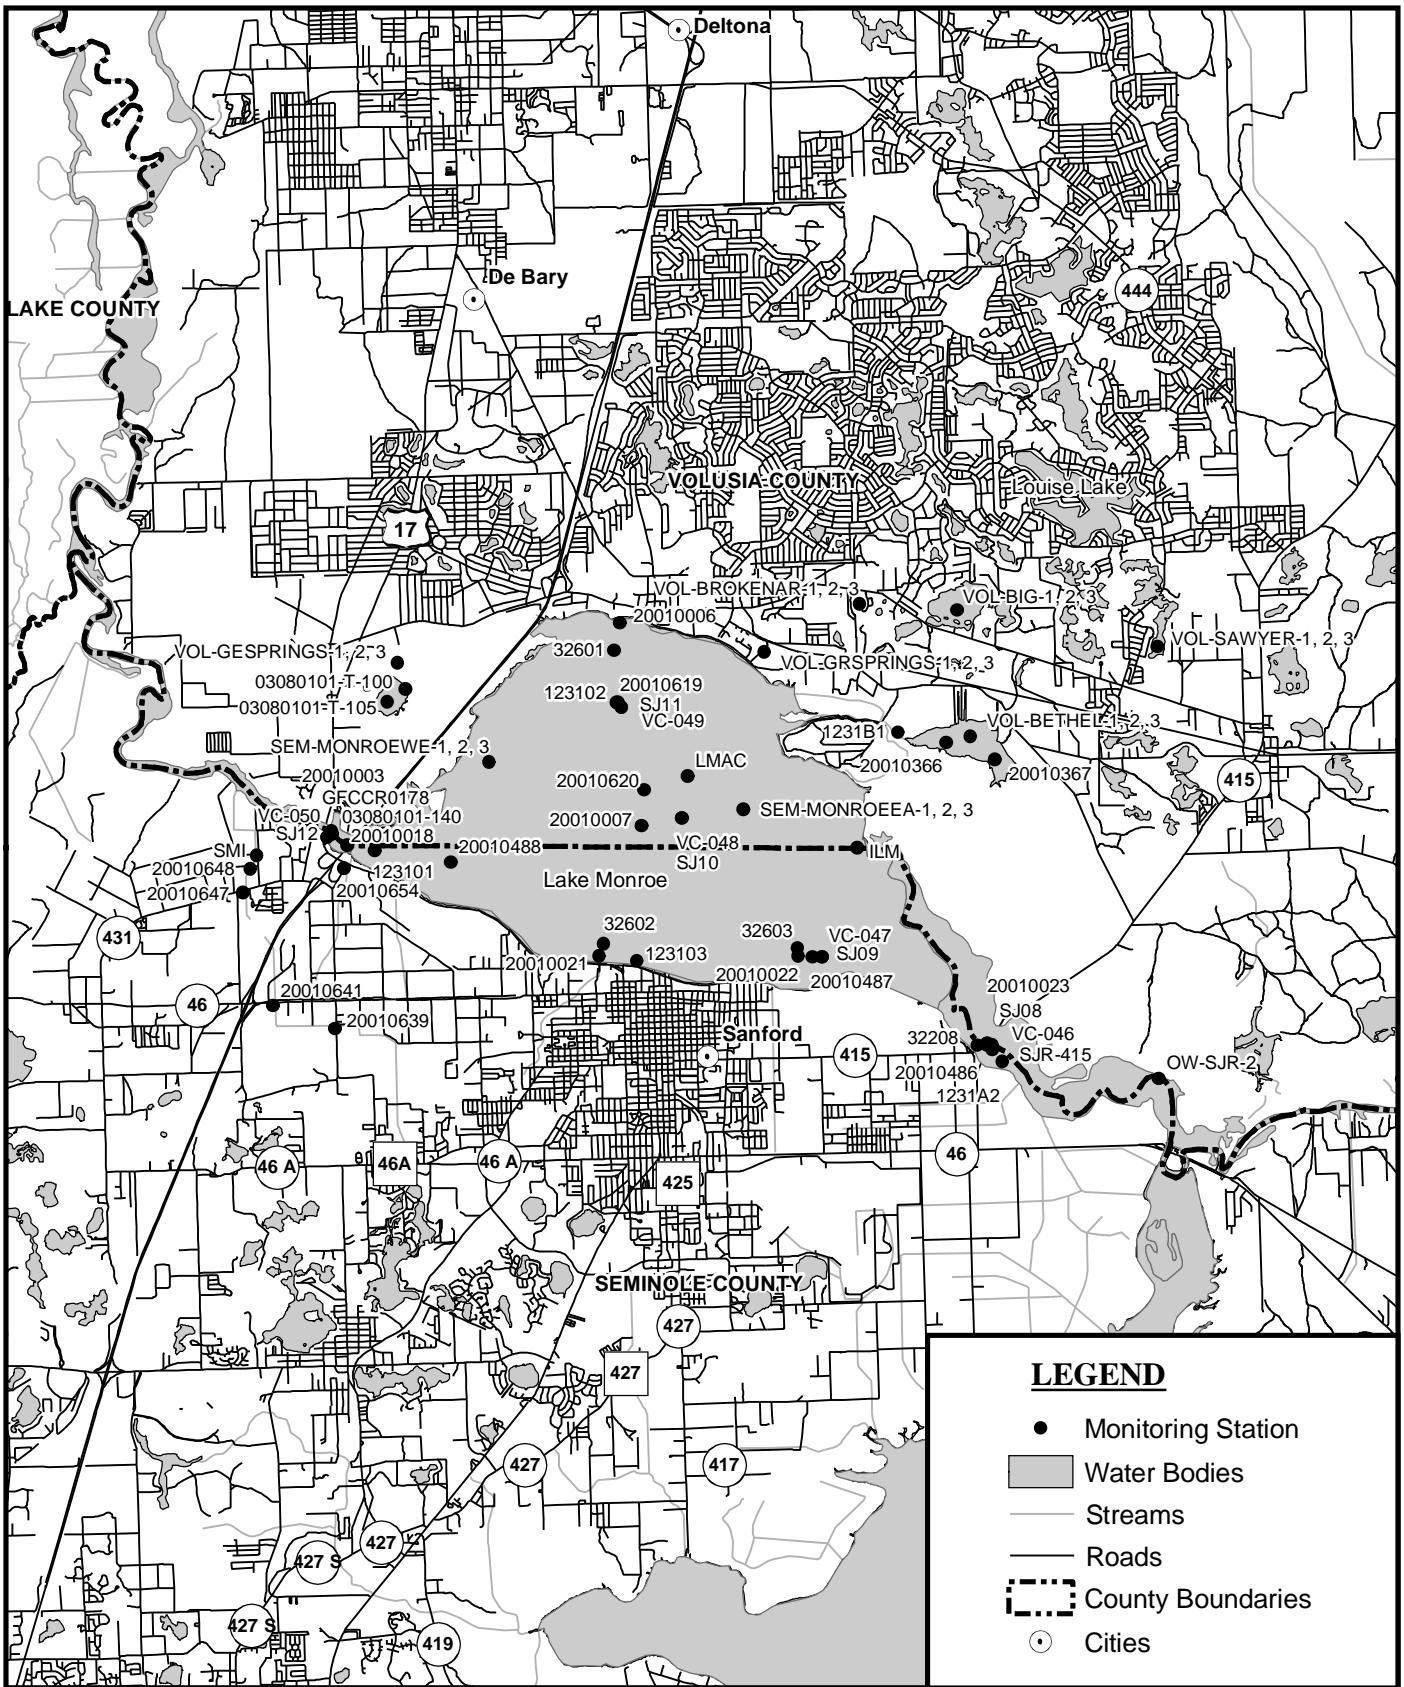 Deltona
De Bary
LAKE COUNTY
444
VOLUSIA COUNTY
Louise Lake
17
VOL-BROKENAR-1, 2, 3
VOL-BIG-1, 2, 3
20010006
VOL-SAWYER-1, 2, 3
VOL-GESPRINGS-1, 2, 3
32601
VOL-GRSPRINGS-1, 2, 3
03080101-T-100
123102
20010619
SJ11
03080101-T-105
VC-049
VOL-BETHEL-1, 2, 3
1231B1
SEM-MONROEWE-1, 2, 3
LMAC
20010366
20010367
20010003
20010620
415
GFCCR0178
VC-050
03080101-140
SEM-MONROEEA-1, 2, 3
20010007
SJ12
20010018
20010488
VC-048
SJ10
ILM
SMI
20010648
123101
20010654
Lake Monroe
20010647
431
32602
32603
VC-047
SJ09
20010021
123103
20010022
20010487
20010641
20010023
46
SJ08
20010639
Sanford
32208
VC-046
415
SJR-415
20010486
OW-SJR-2
1231A2
46 A
46A
46 A
46
425
SEMINOLE COUNTY
427
427
427
417
427
427 S
427 S
419
LEGEND
Monitoring Station
Water Bodies
Streams
Roads
County Boundaries
Cities